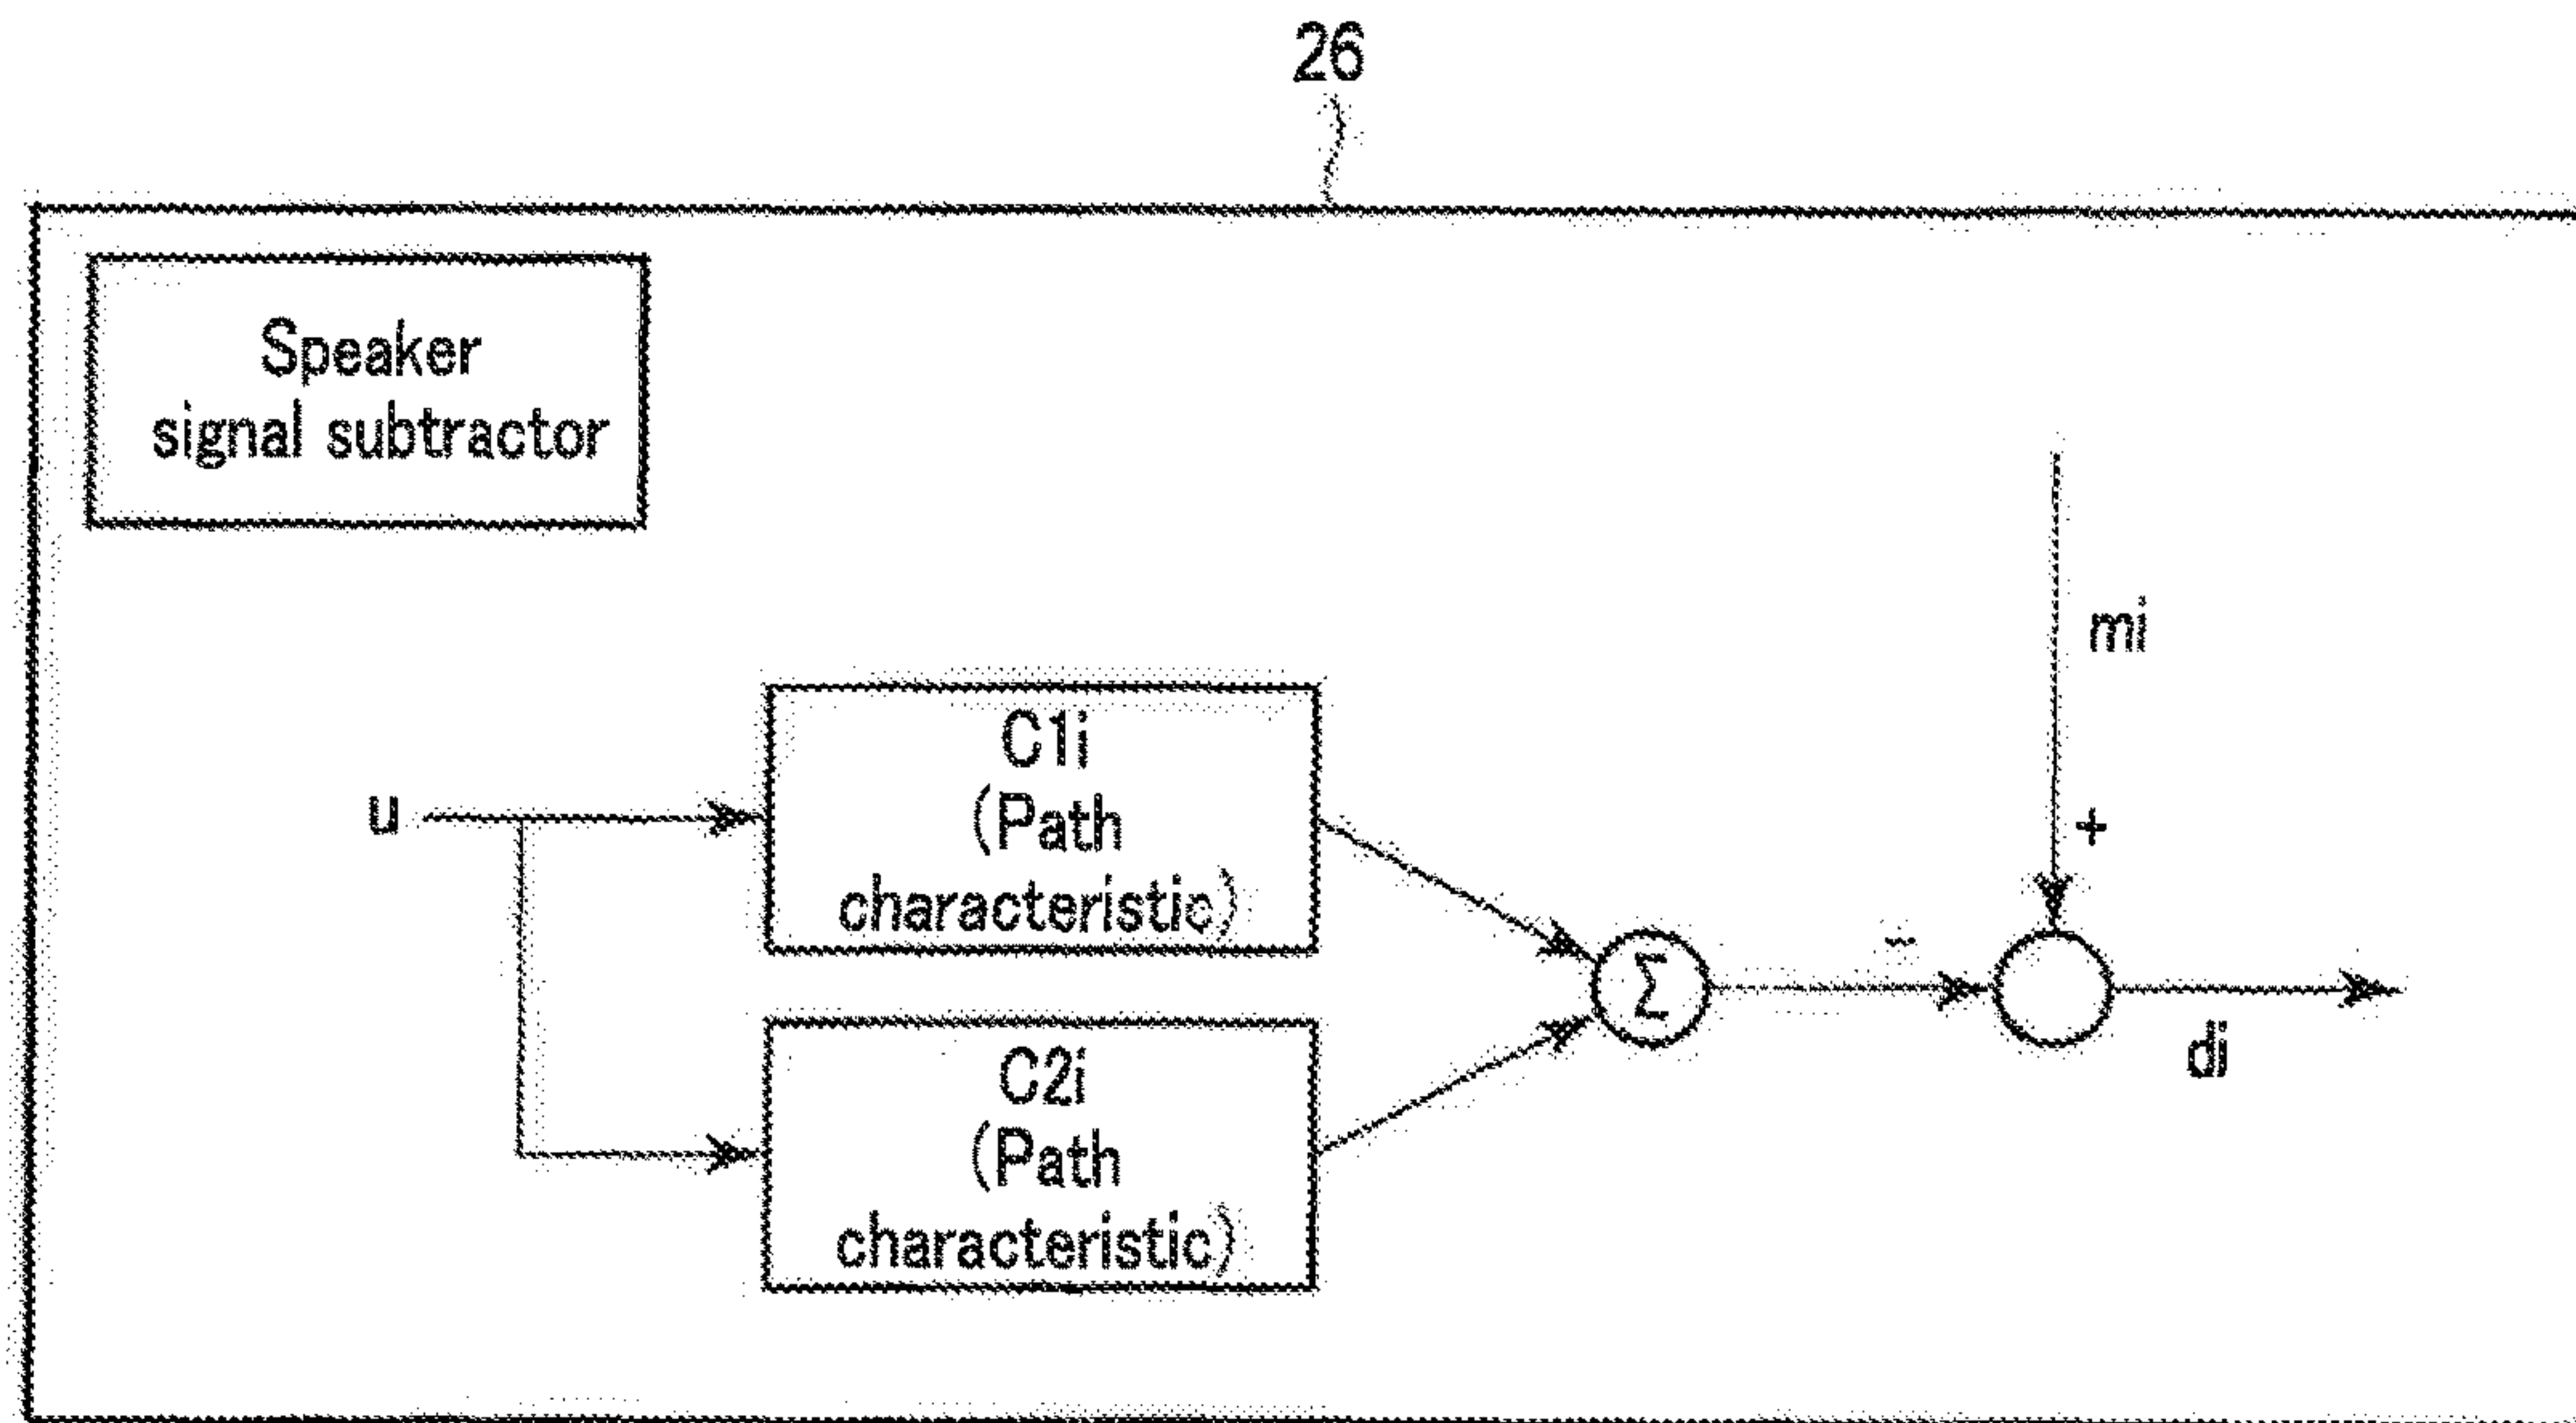 26
Speaker
signal subtractor
mi
C1i
(Path
characteristic)
u
+
-
C2i
(Path
characteristic)
Σ
di